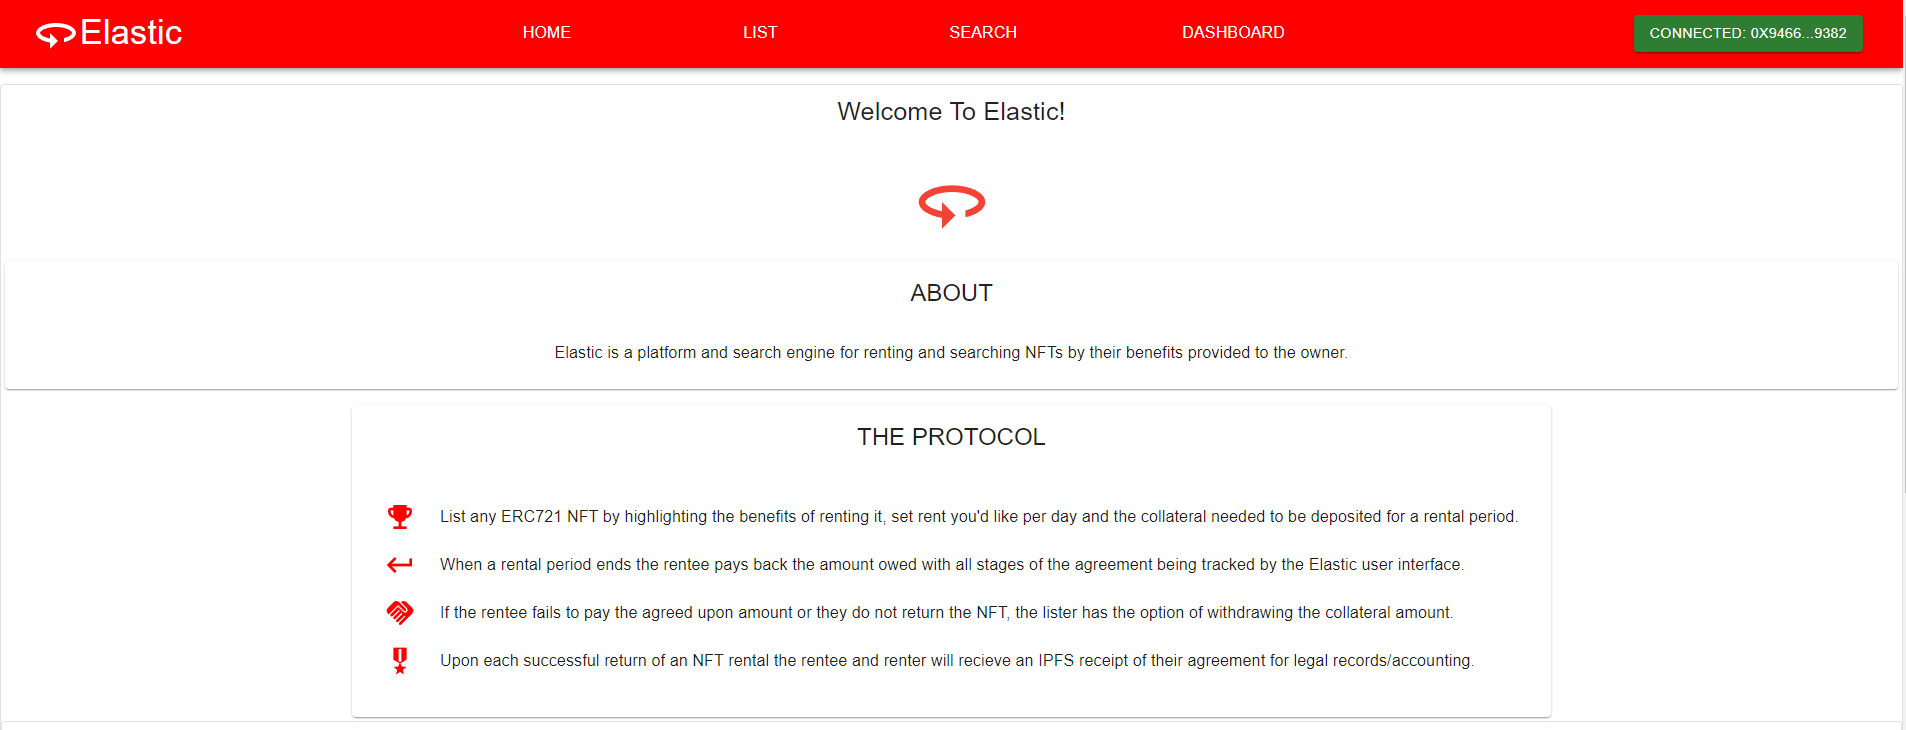 Elastic
HOME
LIST
SEARCH
DASHBOARD
CONNECTED: 0X9466...9382
Welcome To Elastic!
ABOUT
Elastic is a platform and search engine for renting and searching NFTs by their benefits provided to the owner.
THE PROTOCOL
List any ERC721 NFT by highlighting the benefits of renting it, set rent you'd like per day and the collateral needed to be deposited for a rental period.
When a rental period ends the rentee pays back the amount owed with all stages of the agreement being tracked by the Elastic user interface.
If the rentee fails to pay the agreed upon amount or they do not return the NFT, the lister has the option of withdrawing the collateral amount.
Upon each successful return of an NFT rental the rentee and renter will recieve an IPFS receipt of their agreement for legal records/accounting.